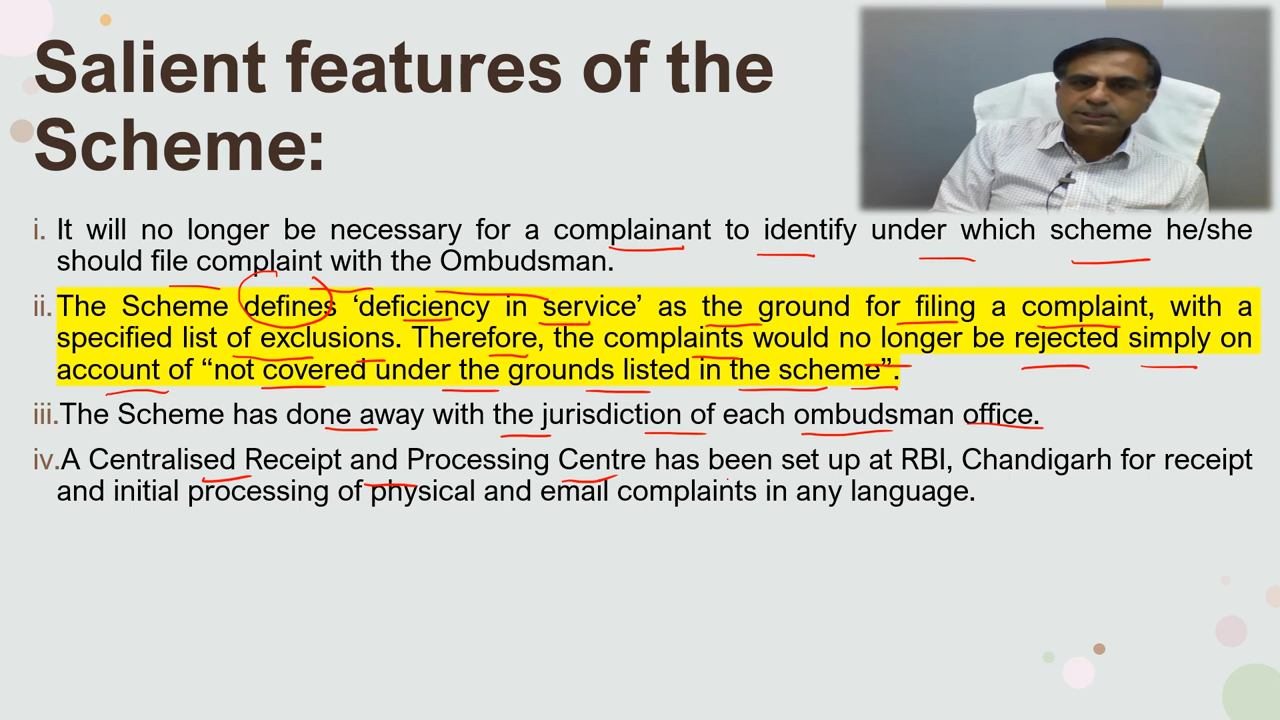 Salient features of the
Scheme:
i. It will no longer be necessary for a complainant to identify under which scheme he/she
should file complaint with the Ombudsman.
ii. The Scheme defines ‘deficiency in service’ as the ground for filing a complaint, with a
specified list of exclusions. Therefore, the complaints would no longer be rejected simply on
account of “not covered under the grounds listed in the scheme”.
iii.The Scheme has done away with the jurisdiction of each ombudsman office.
iv.A Centralised Receipt and Processing Centre has been set up at RBI, Chandigarh for receipt
and initial processing of physical and email complaints in any language.